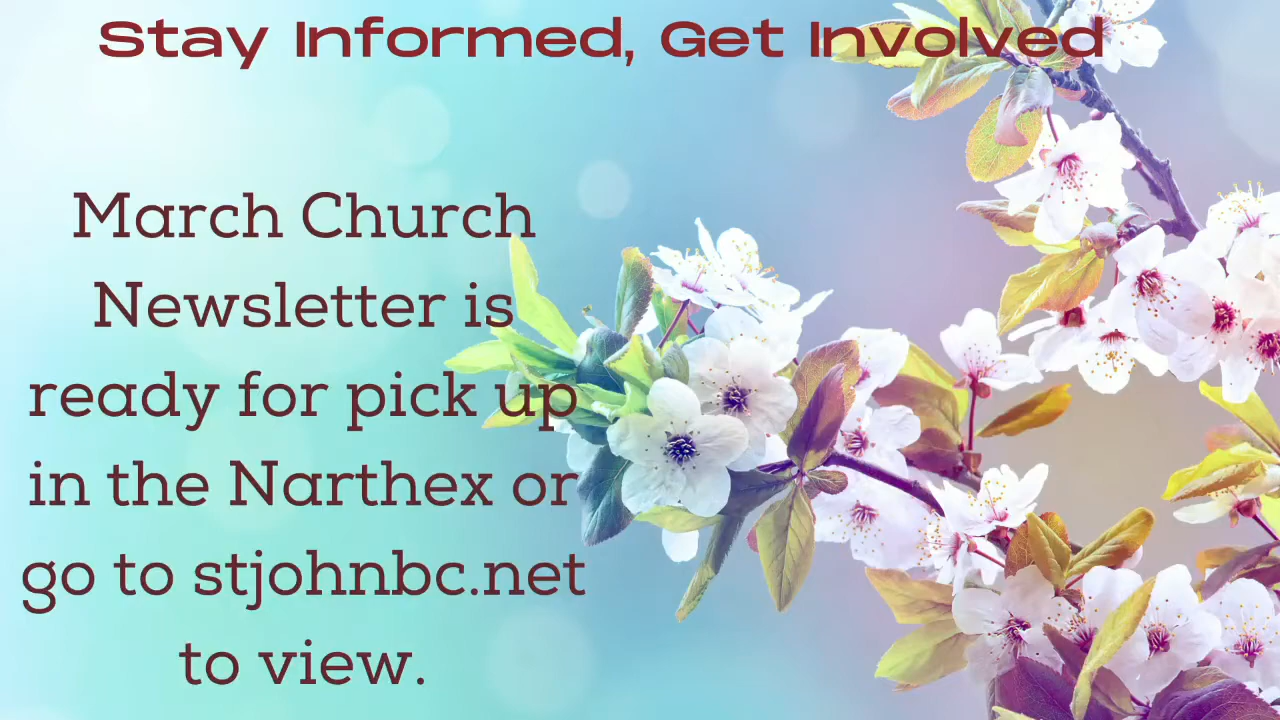 Stay Informed, Get Involved
March Church
Newsletter is
ready for pick up
in the Narthex or
go to stjohnbc.net
to view.